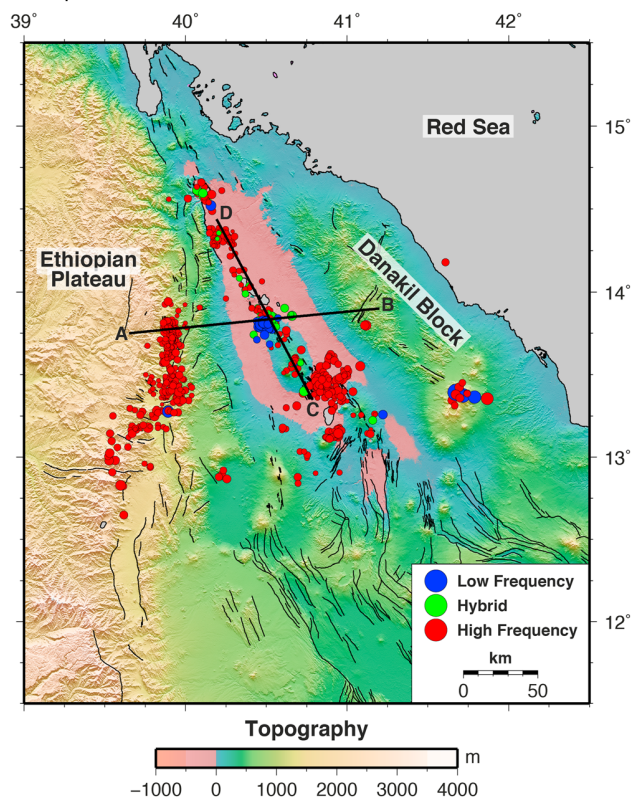 39° 40° 41° 42°
Red Sea
15°
D
Ethiopian
Plateau
Danakil Block
14°
B
A
C
13°
Low Frequency
Hybrid
High Frequency
km
0 50
12°
Topography
m
−1000 0 1000 2000 3000 4000